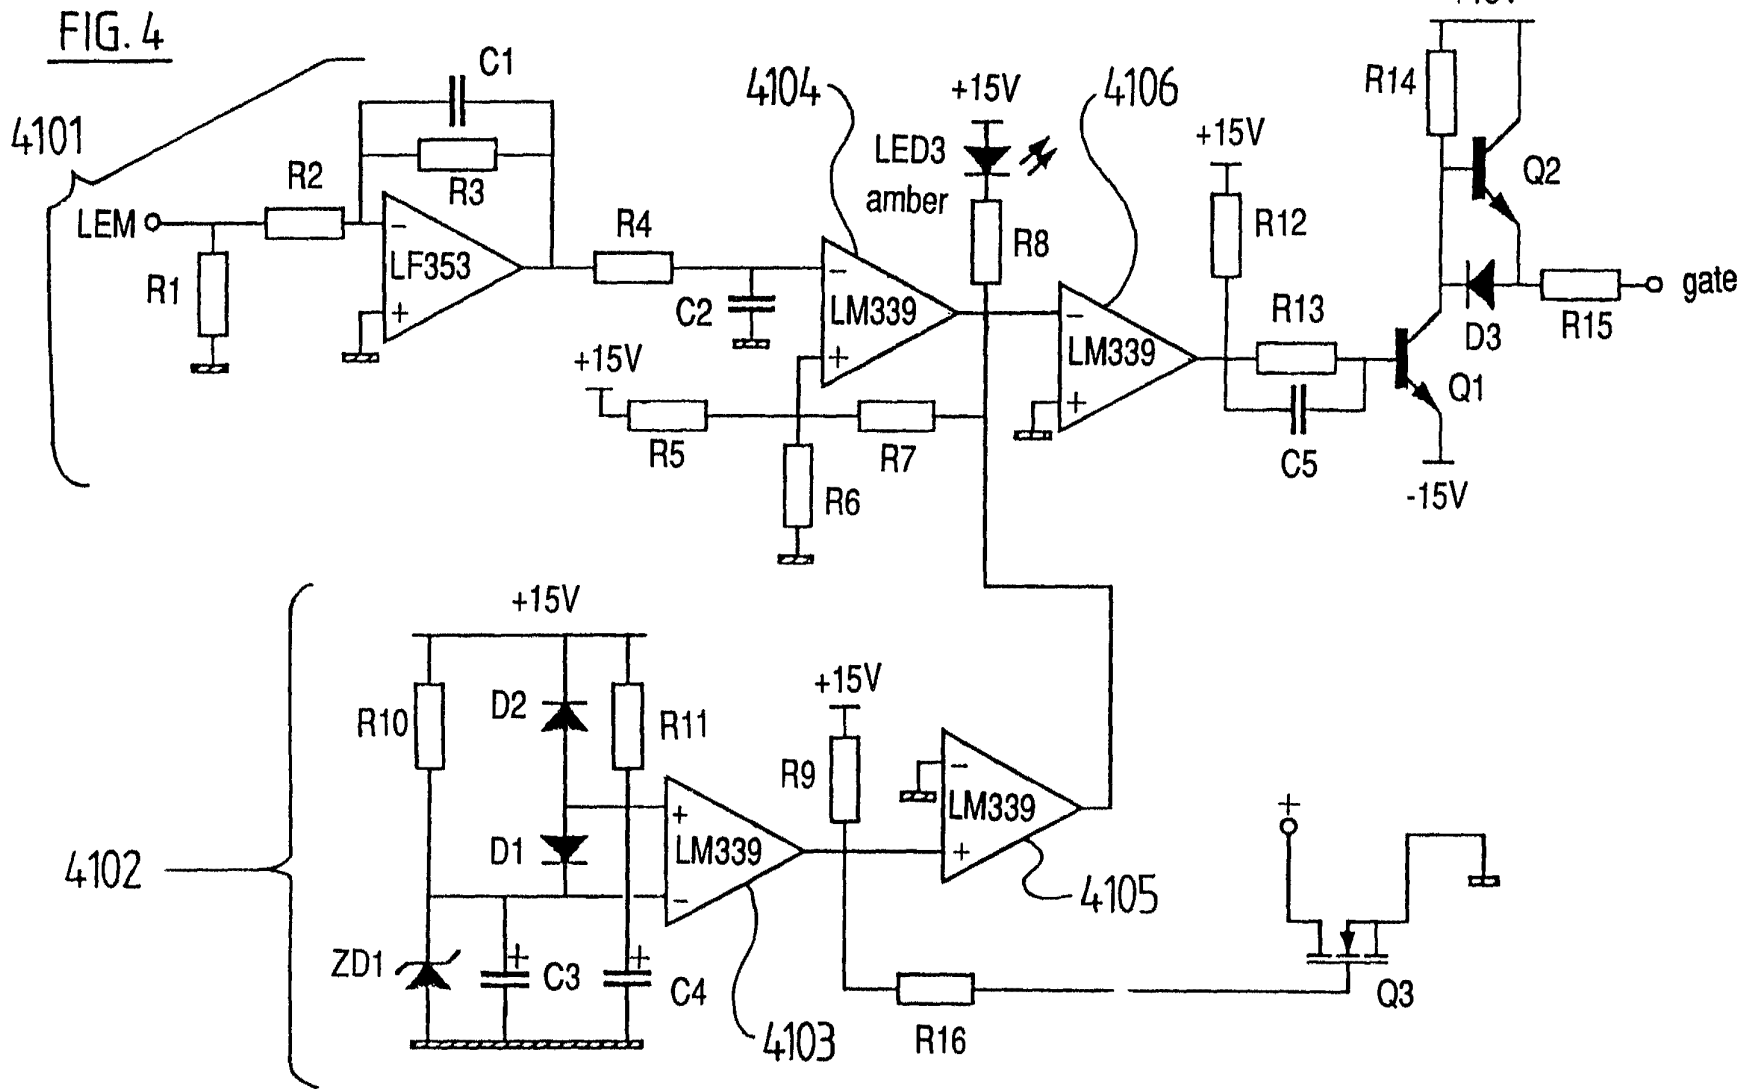 FIG. 4
4101
C1
R3
R2
LEM
R1
-
LF353
+
R4
C2
4104
-
LM339
+
+15V
R5
R6
R7
+15V
LED3
amber
R8
4106
-
LM339
+
+15V
R12
R13
C5
R14
Q2
D3
R15
gate
Q1
-15V
4102
+15V
R10
D2
D1
R11
ZD1
+
C3
+
C4
+
LM339
-
4103
+15V
R9
-
LM339
+
4105
R16
+
Q3